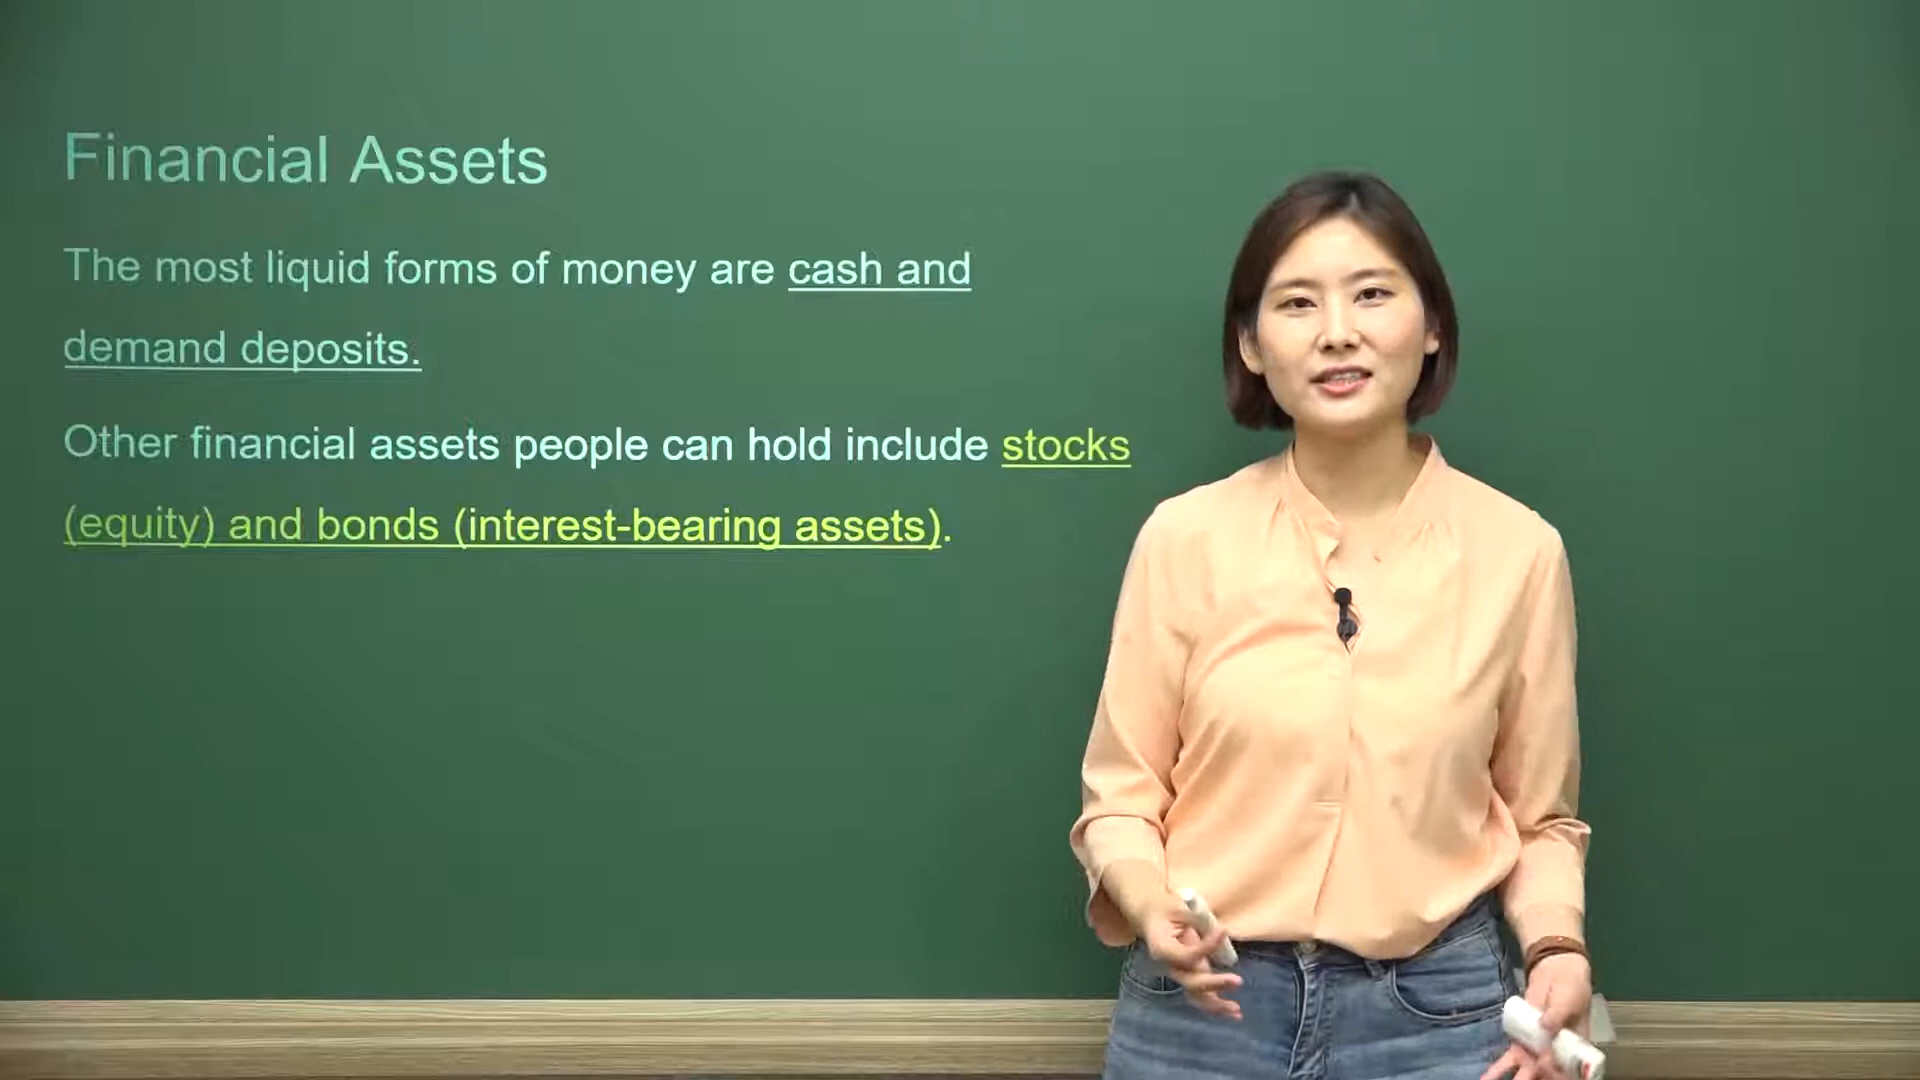 Financial Assets
The most liquid forms of money are cash and
demand deposits.
Other financial assets people can hold include stocks
(equity) and bonds (interest-bearing assets).